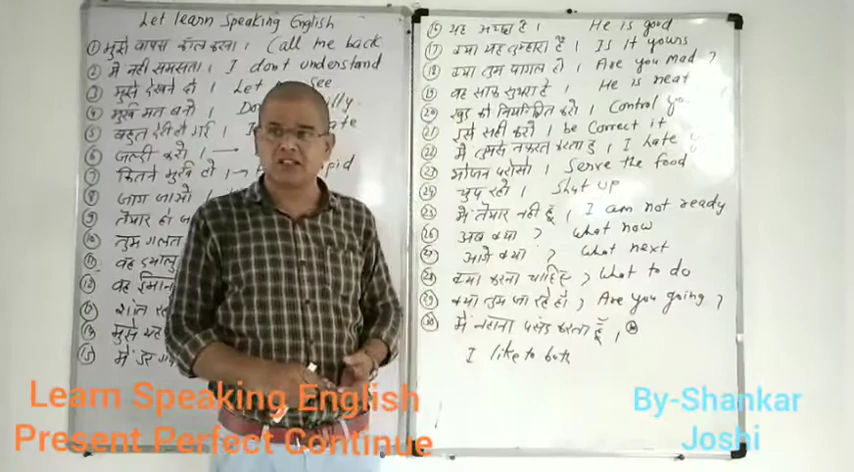 Let learn Speaking English
① मुझे वापस कॉल करना। Call me back
② मैं नही समझता। I don't understand
③ मुझे देखने दो। Let See
④ मुर्ख मत बनो।
⑤ बहुत देरी हो गई।
⑥ जल्दी करो। →
⑦ कितने मुर्ख हो। →
⑧ जाग जाओ।
⑨ तैयार हो
⑩ तुम गलत
⑪ वह दयालु
⑫ वह
⑬ शांत
⑭ मुझे यह
⑮ मैं डर
⑯ यह अच्छा है। He is good
⑰ क्या यह तुम्हारा है। Is it yours
⑱ क्या तुम पागल हो। Are you mad ?
⑲ वह साफ सुथरा है। He is neat
⑳ खुद को नियंत्रित करो। Control
㉑ इसे सही करो। be Correct it
㉒ मैं तुमसे नफरत करता हु। I hate
㉓ भोजन परोसो। Serve the food
㉔ चुप रहो। Shut up
㉕ मैं तैयार नही हूँ। I am not ready
㉖ अब क्या ? What now
㉗ आगे क्या ? What next
㉘ क्या करना चाहिए ? What to do
㉙ क्या तुम जा रहे हो ? Are you going ?
㉚ मैं नहाना पसंद करता हूँ।
I like to
Learn Speaking English
Present Perfect Continue
By-Shankar
Joshi